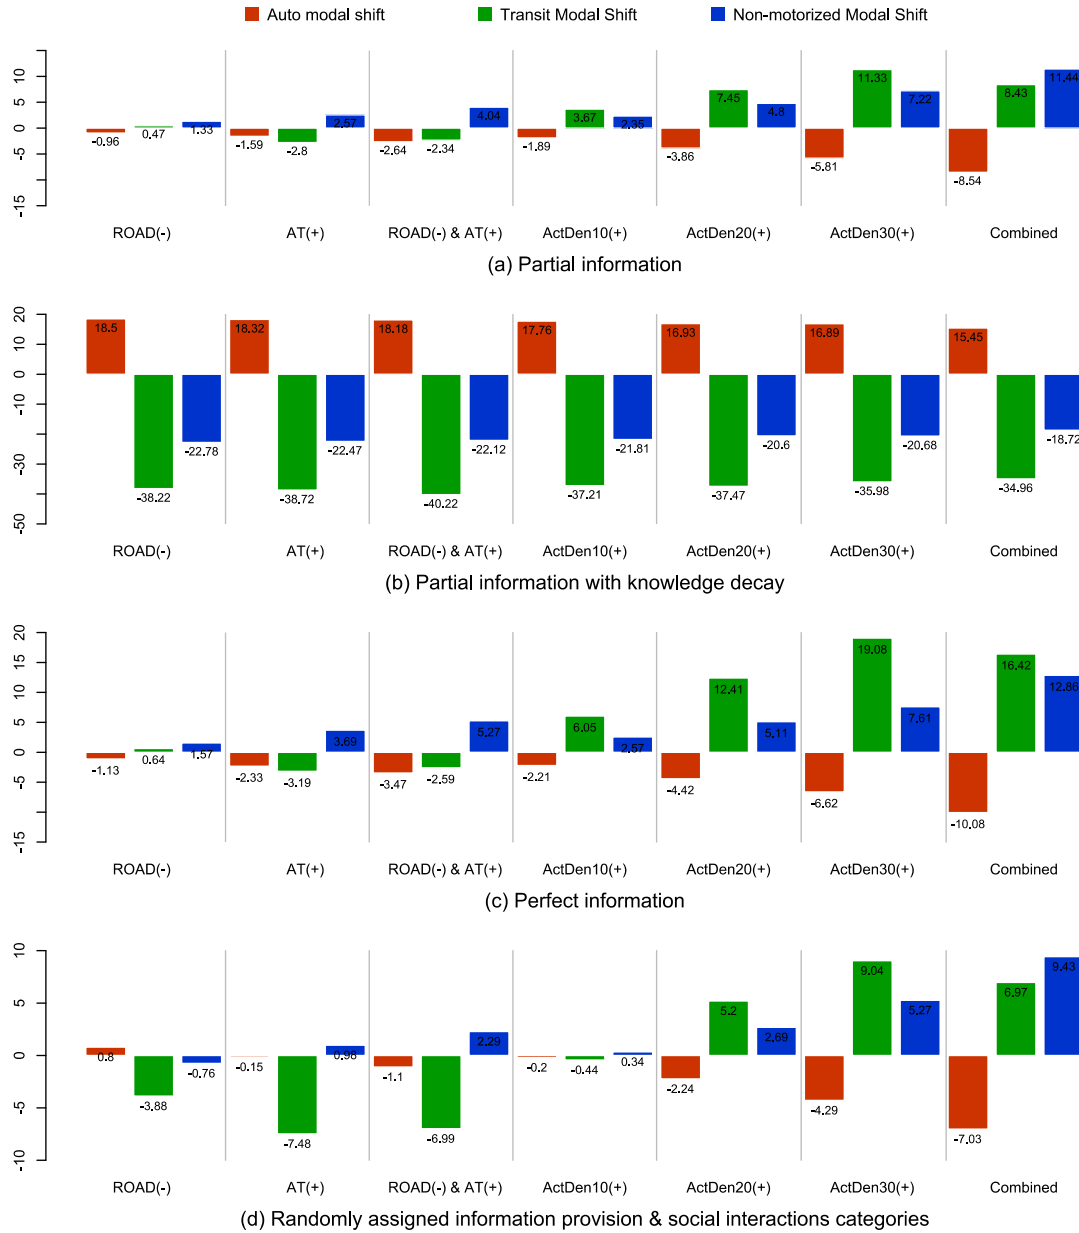 Auto modal shift Transit Modal Shift Non-motorized Modal Shift
10
5
0
-5
-15
-0.96 0.47 1.33 -1.59 -2.8 2.57 -2.64 -2.34 4.04 -1.89 3.67 2.35 -3.86 7.45 4.8 -5.81 11.33 7.22 -8.54 8.43 11.44
ROAD(-) AT(+) ROAD(-) & AT(+) ActDen10(+) ActDen20(+) ActDen30(+) Combined
(a) Partial information
20
10
0
-10
-30
-50
18.5 -38.22 -22.78 18.32 -38.72 -22.47 18.18 -40.22 -22.12 17.76 -37.21 -21.81 16.93 -37.47 -20.6 16.89 -35.98 -20.68 15.45 -34.96 -18.72
ROAD(-) AT(+) ROAD(-) & AT(+) ActDen10(+) ActDen20(+) ActDen30(+) Combined
(b) Partial information with knowledge decay
20
15
10
5
0
-5
-15
-1.13 0.64 1.57 -2.33 -3.19 3.69 -3.47 -2.59 5.27 -2.21 6.05 2.57 -4.42 12.41 5.11 -6.62 19.08 7.61 -10.08 16.42 12.86
ROAD(-) AT(+) ROAD(-) & AT(+) ActDen10(+) ActDen20(+) ActDen30(+) Combined
(c) Perfect information
10
5
0
-5
-10
0.8 -3.88 -0.76 -0.15 -7.48 0.98 -1.1 -6.99 2.29 -0.2 -0.44 0.34 -2.24 5.2 2.69 -4.29 9.04 5.27 -7.03 6.97 9.43
ROAD(-) AT(+) ROAD(-) & AT(+) ActDen10(+) ActDen20(+) ActDen30(+) Combined
(d) Randomly assigned information provision & social interactions categories